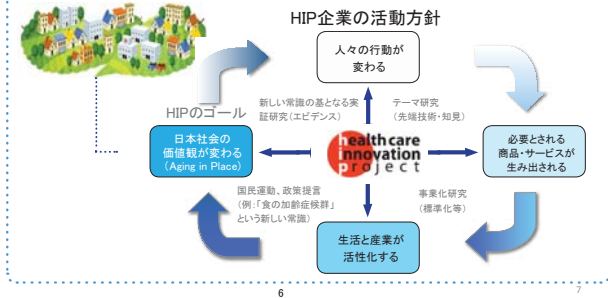 HIP企業の活動方針
人々の行動が
変わる
HIPのゴール
新しい常識の基となる実
証研究(エビデンス)
テーマ研究
(先端技術・知見)
日本社会の
価値観が変わる
(Aging in Place)
healthcare
innovation
project
必要とされる
商品・サービスが
生み出される
国民運動、政策提言
(例:「食の加齢症候群」
という新しい常識)
事業化研究
(標準化等)
生活と産業が
活性化する
6
7